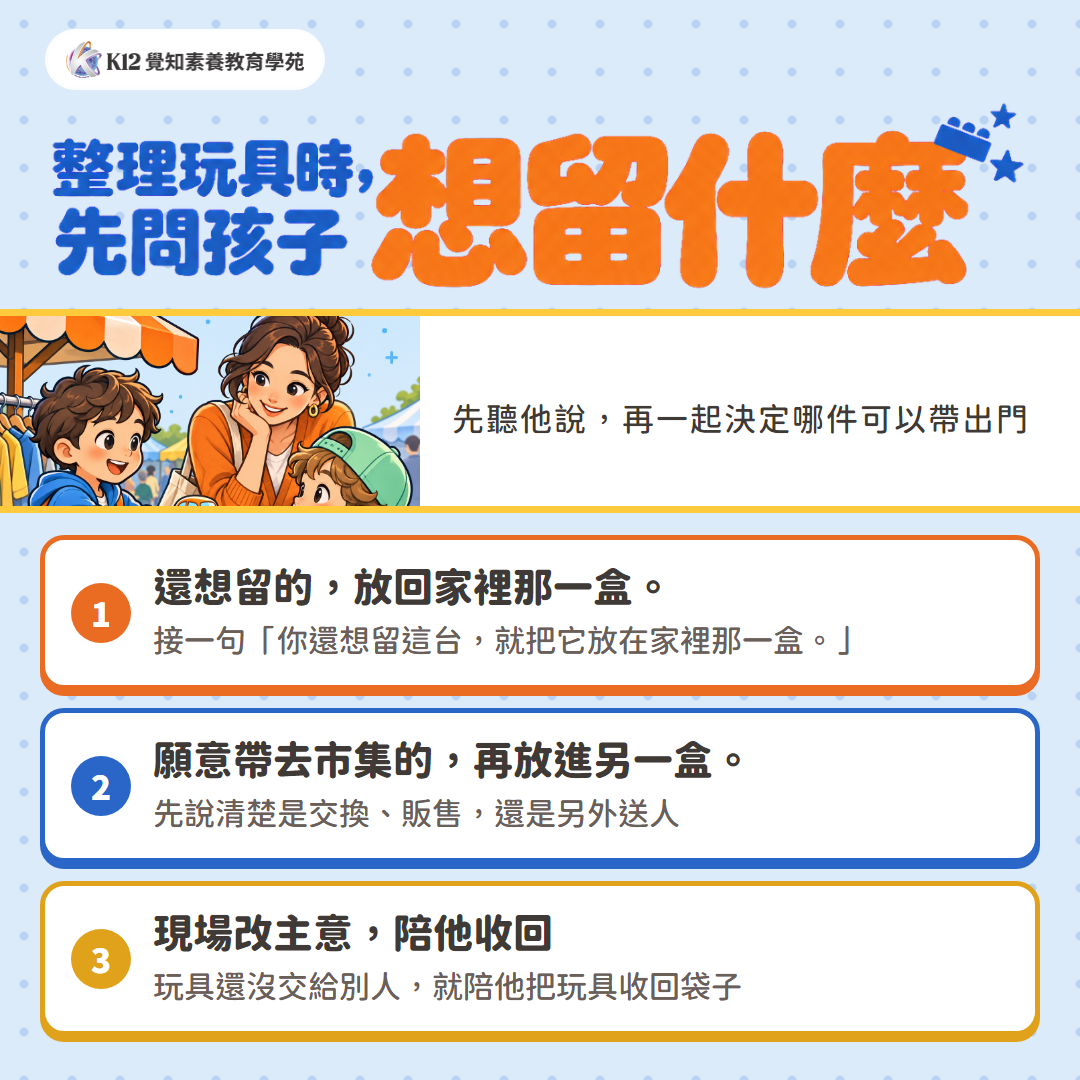 K12 覺知素養教育學苑
整理玩具時，
先問孩子
想留什麼
先聽他說，再一起決定哪件可以帶出門
1
還想留的，放回家裡那一盒。
接一句「你還想留這台，就把它放在家裡那一盒。」
2
願意帶去市集的，再放進另一盒。
先說清楚是交換、販售，還是另外送人
3
現場改主意，陪他收回
玩具還沒交給別人，就陪他把玩具收回袋子